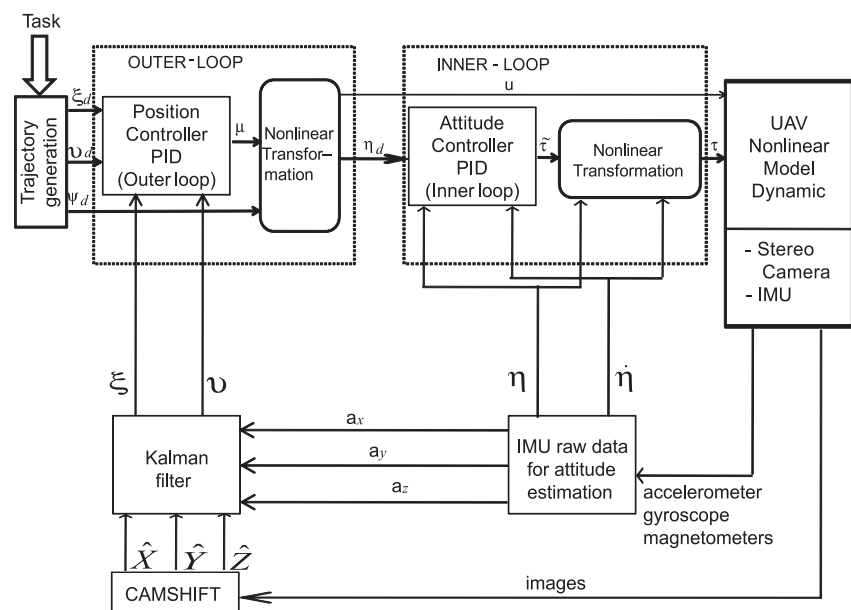 Task
OUTER-LOOP
INNER-LOOP
Trajectory
generation
ξd
υd
ψd
Position
Controller
PID
(Outer loop)
μ
Nonlinear
Transfor-
mation
u
ηd
Attitude
Controller
PID
(Inner loop)
τ̃
Nonlinear
Transformation
τ
UAV
Nonlinear
Model
Dynamic
- Stereo
Camera
- IMU
ξ
υ
η
η̇
Kalman
filter
ax
ay
az
IMU raw data
for attitude
estimation
accelerometer
gyroscope
magnetometers
X̂
Ŷ
Ẑ
CAMSHIFT
images